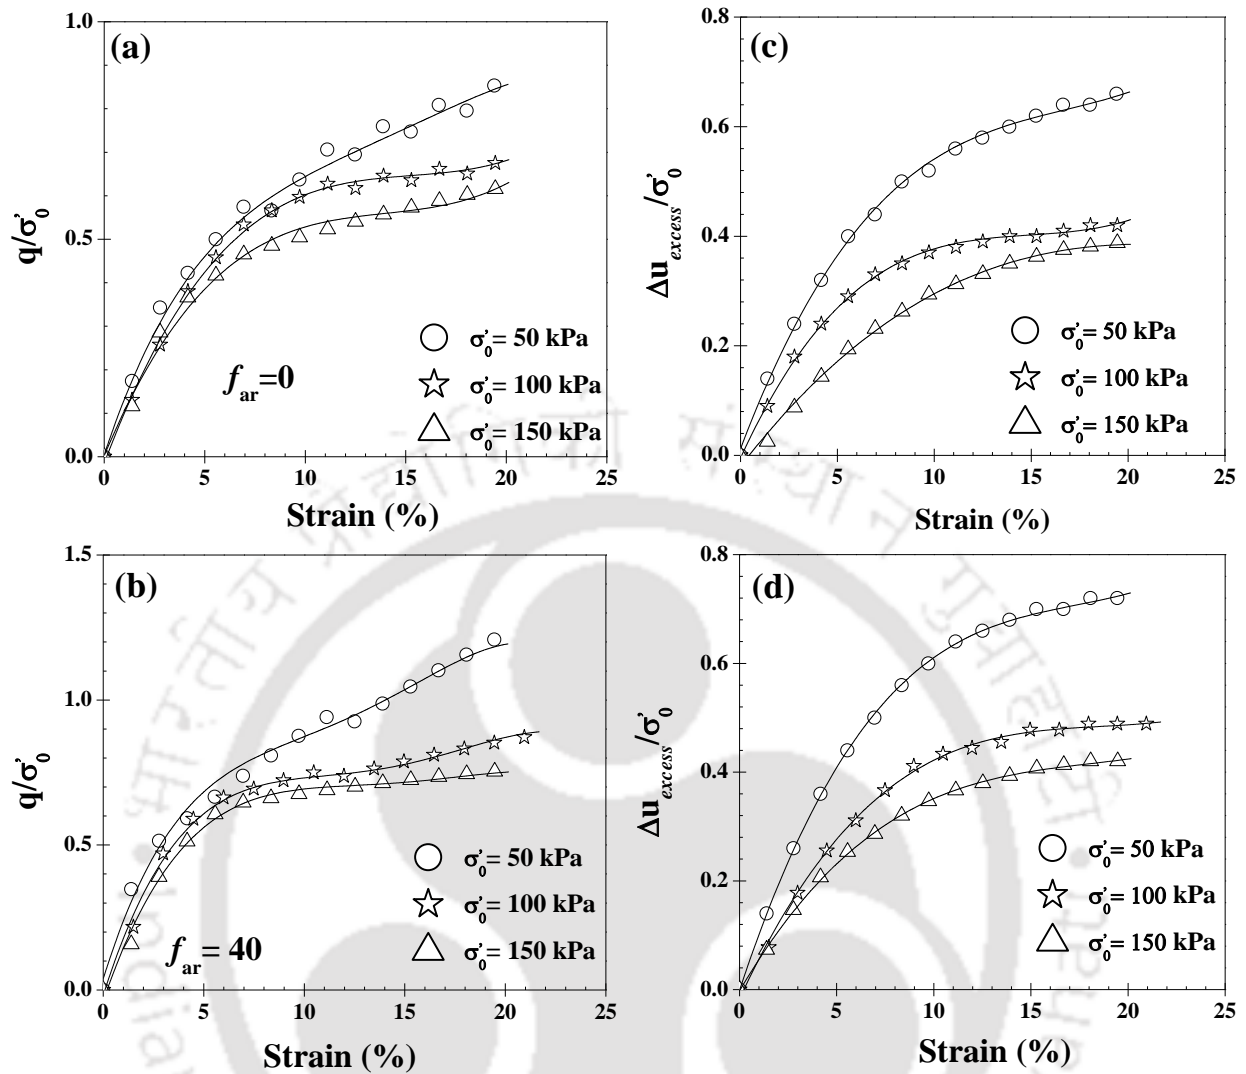 (a)
1.0
0.5
0.0
q/σ'0
0 5 10 15 20 25
Strain (%)
far=0
σ'0= 50 kPa
σ'0= 100 kPa
σ'0= 150 kPa
(c)
0.8
0.6
0.4
0.2
0.0
Δuexcess/σ'0
0 5 10 15 20 25
Strain (%)
σ'0= 50 kPa
σ'0= 100 kPa
σ'0= 150 kPa
(b)
1.5
1.0
0.5
0.0
q/σ'0
0 5 10 15 20 25
Strain (%)
far= 40
σ'0= 50 kPa
σ'0= 100 kPa
σ'0= 150 kPa
(d)
0.8
0.6
0.4
0.2
0.0
Δuexcess/σ'0
0 5 10 15 20 25
Strain (%)
σ'0= 50 kPa
σ'0= 100 kPa
σ'0= 150 kPa